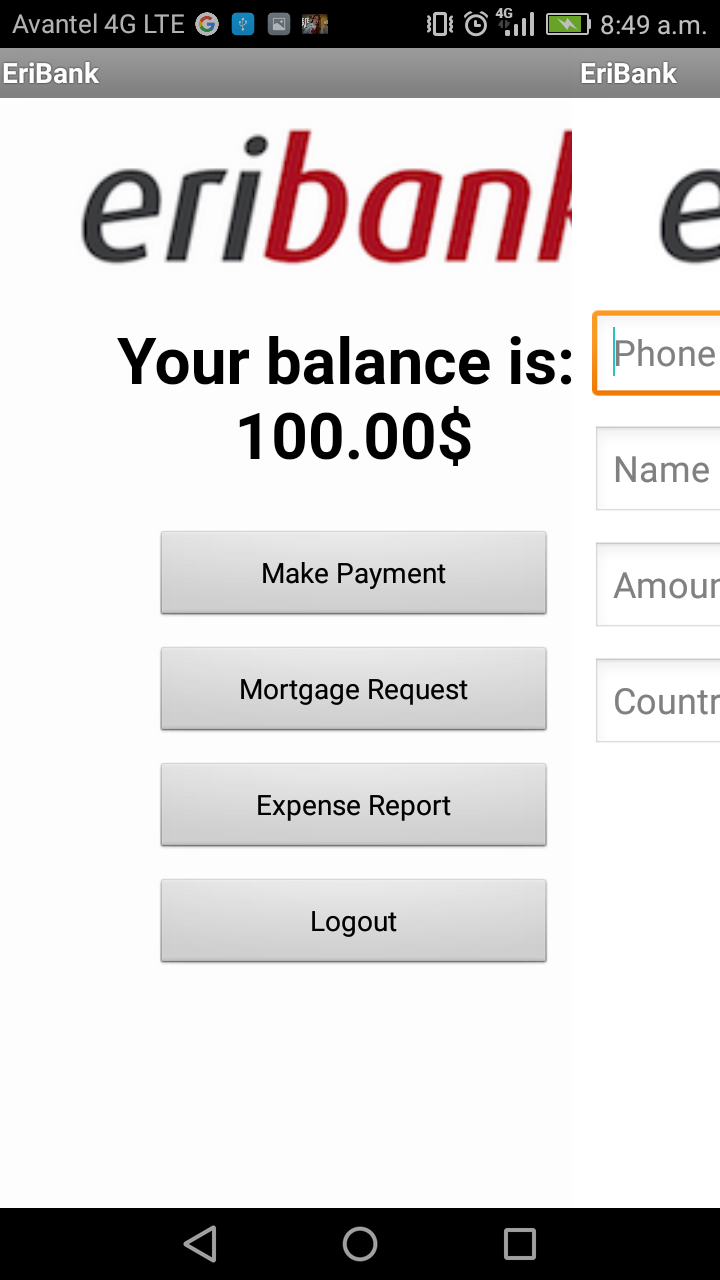 Avantel 4G LTE 4G 8:49 a.m.
EriBank EriBank
eribank e
Your balance is:
100.00$
Phone
Name
Amoun
Countr
Make Payment
Mortgage Request
Expense Report
Logout